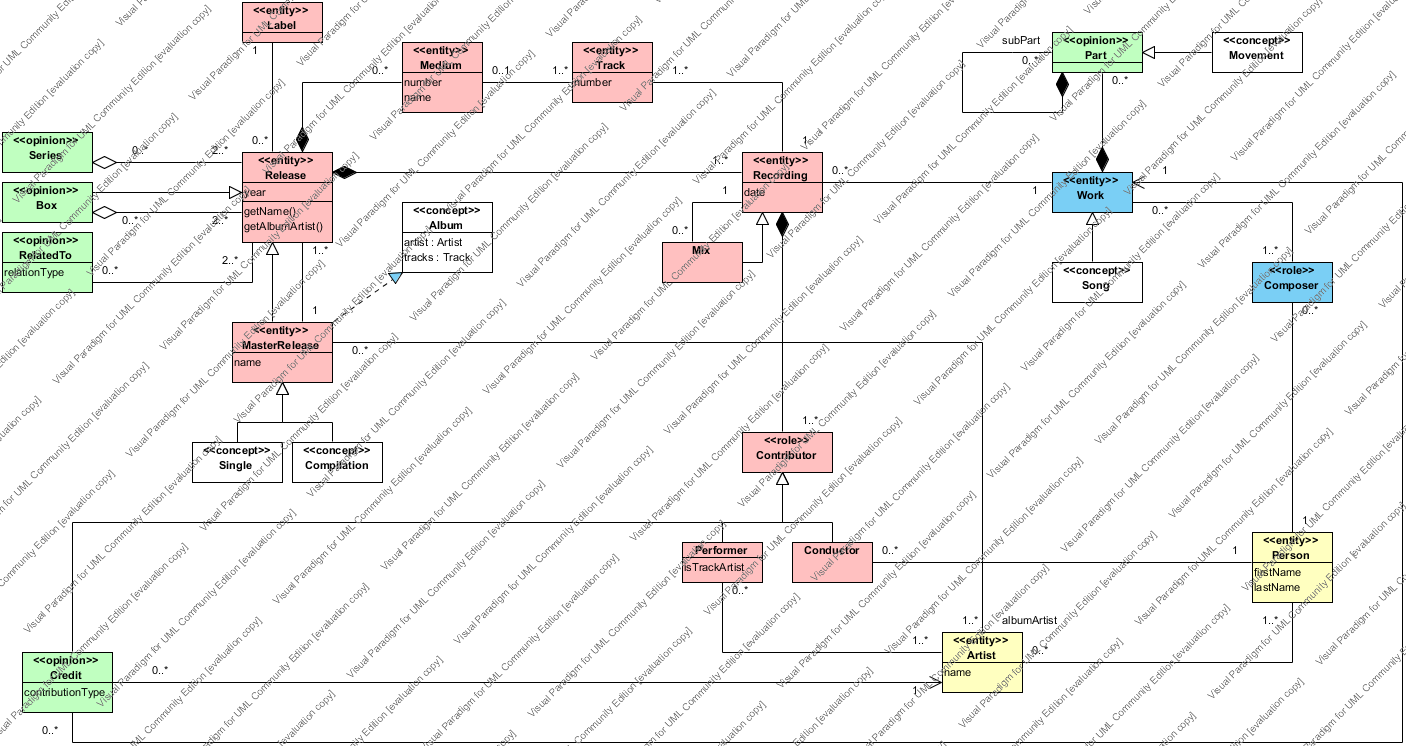 <<entity>>
Label
1
0..*
<<entity>>
Medium
number
name
0..*
0..1
<<entity>>
Track
number
1..*
1..*
subPart
0..*
<<opinion>>
Part
0..*
<<concept>>
Movement
<<opinion>>
Series
0..*
2..*
<<opinion>>
Box
0..*
2..*
<<opinion>>
RelatedTo
relationType
0..*
2..*
<<entity>>
Release
year
getName()
getAlbumArtist()
1..*
1
<<concept>>
Album
artist : Artist
tracks : Track
1
1..*
<<entity>>
Recording
date
1
0..*
0..*
Mix
1
1
<<entity>>
Work
0..*
<<concept>>
Song
1..*
<<role>>
Composer
0..*
<<entity>>
MasterRelease
name
0..*
<<concept>>
Single
<<concept>>
Compilation
1..*
<<role>>
Contributor
Performer
isTrackArtist
0..*
Conductor
0..*
1
1
<<entity>>
Person
firstName
lastName
1..*
1..*
albumArtist
1..*
<<entity>>
Artist
name
0..*
1
<<opinion>>
Credit
contributionType
0..*
0..*
Visual Paradigm for UML Community Edition [evaluation copy]